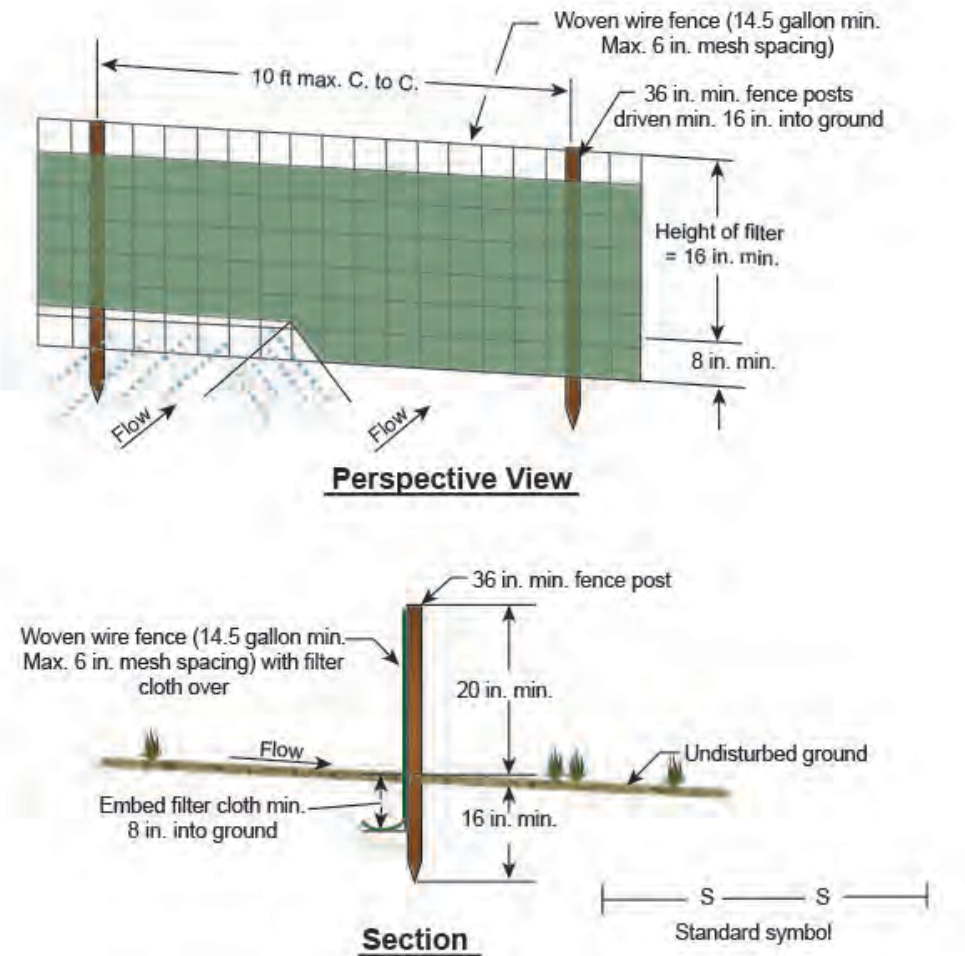 Woven wire fence (14.5 gallon min.
Max. 6 in. mesh spacing)
10 ft max. C. to C.
36 in. min. fence posts
driven min. 16 in. into ground
Height of filter
= 16 in. min.
8 in. min.
Flow
Flow
Perspective View
36 in. min. fence post
Woven wire fence (14.5 gallon min.
Max. 6 in. mesh spacing) with filter
cloth over
20 in. min.
Flow
Undisturbed ground
Embed filter cloth min.
8 in. into ground
16 in. min.
S S
Standard symbol
Section